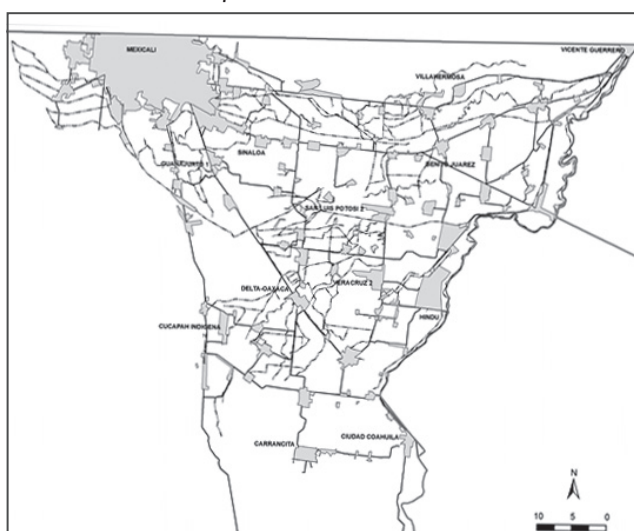 MEXICALI
VICENTE GUERRERO
VILLAHERMOSA
SINALOA
GUANAJUATO 1
BENITO JUAREZ
SAN LUIS POTOSI 2
DELTA-OAXACA
VERACRUZ 2
HINDU
CUCAPAH INDIGENA
CIUDAD COAHUILA
CARRANCITA
N
10 5 0